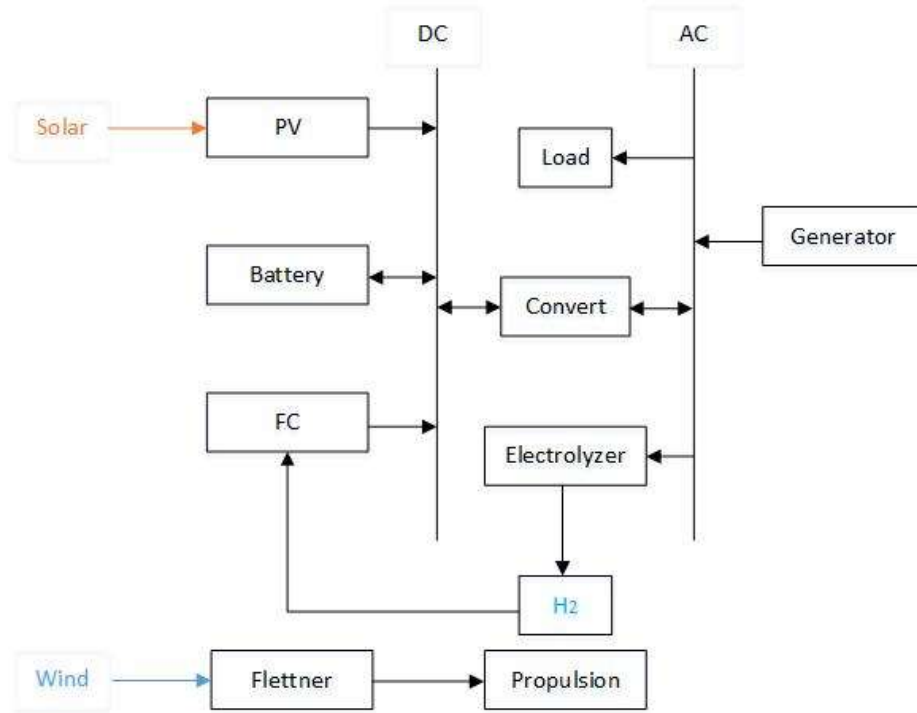 DC
AC
Solar
PV
Load
Generator
Battery
Convert
FC
Electrolyzer
H2
Wind
Flettner
Propulsion